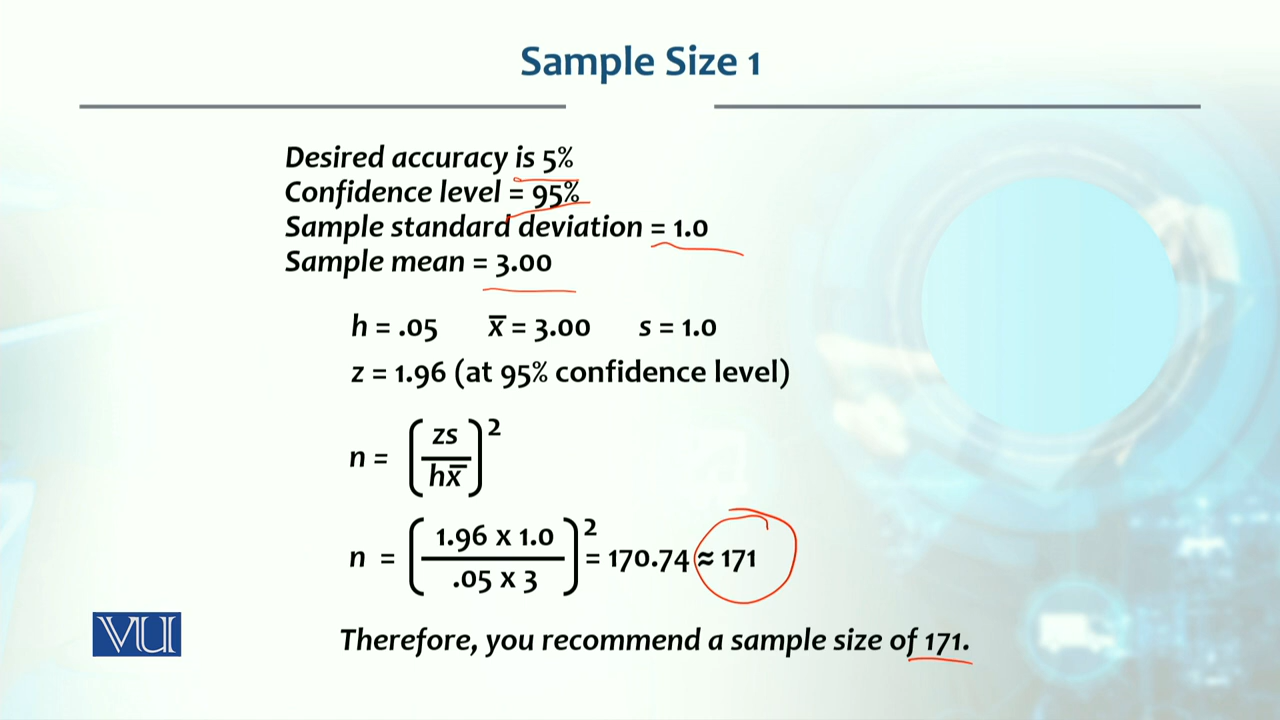 Sample Size 1
Desired accuracy is 5%
Confidence level = 95%
Sample standard deviation = 1.0
Sample mean = 3.00
h = .05 x̅ = 3.00 s = 1.0
z = 1.96 (at 95% confidence level)
n = (zs / hx̅)²
n = (1.96 x 1.0 / .05 x 3)² = 170.74 ≈ 171
VU
Therefore, you recommend a sample size of 171.